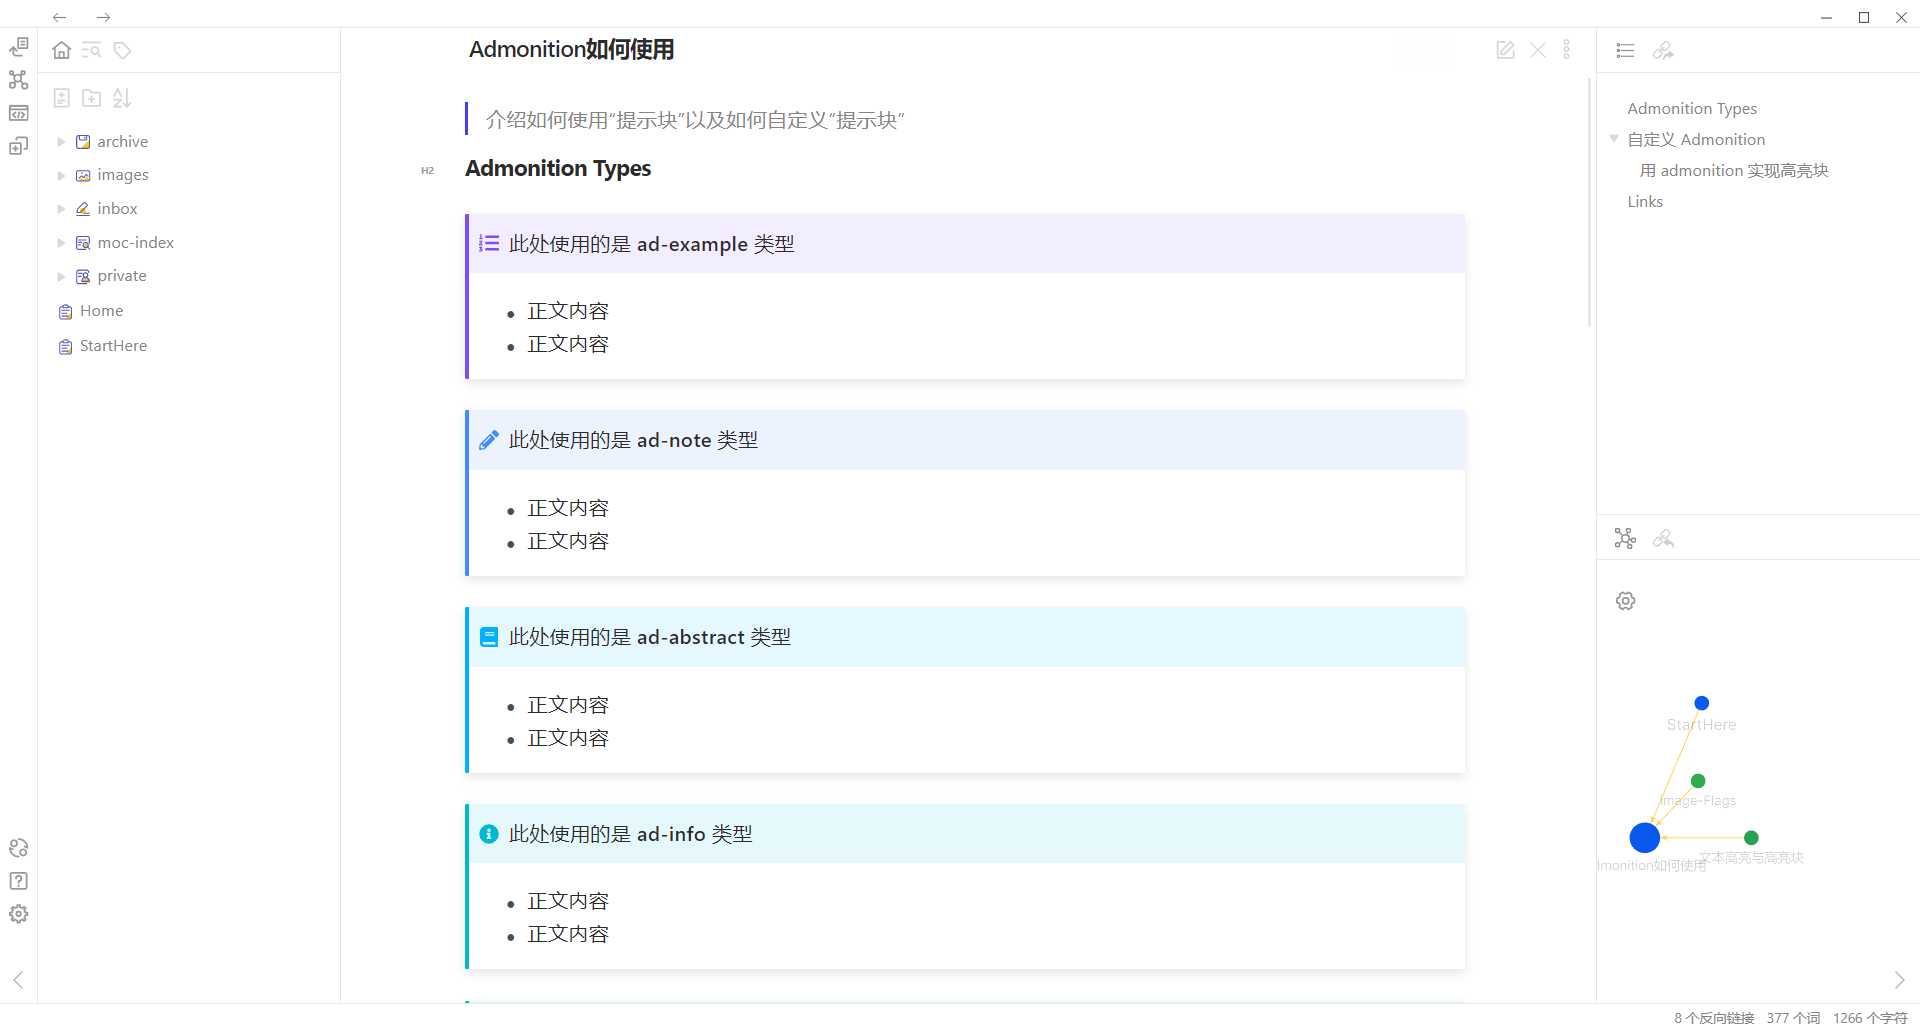 archive
images
inbox
moc-index
private
Home
StartHere
Admonition如何使用
介绍如何使用“提示块”以及如何自定义“提示块”
H2
Admonition Types
此处使用的是 ad-example 类型
正文内容
正文内容
此处使用的是 ad-note 类型
正文内容
正文内容
此处使用的是 ad-abstract 类型
正文内容
正文内容
此处使用的是 ad-info 类型
正文内容
正文内容
Admonition Types
自定义 Admonition
用 admonition 实现高亮块
Links
StartHere
Image-Flags
文本高亮与高亮块
dmonition如何使用
8 个反向链接 377 个词 1266 个字符